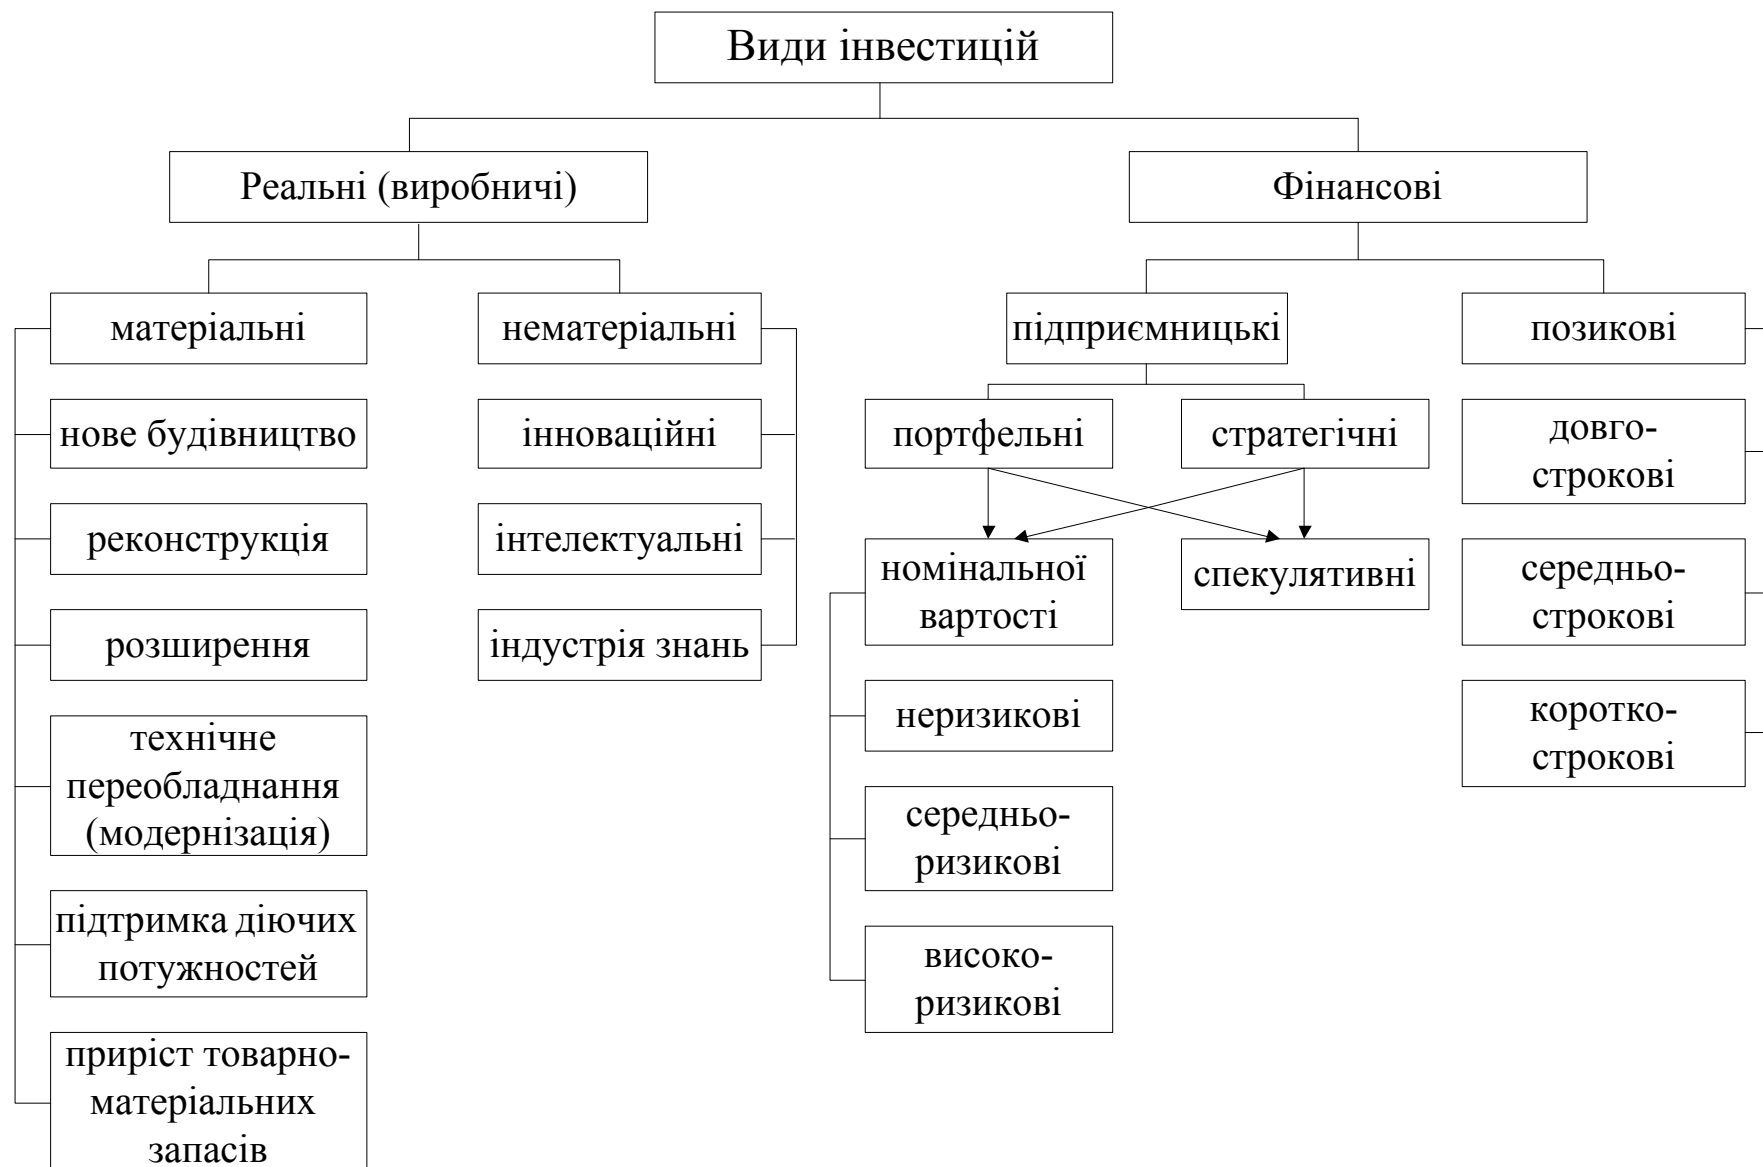 Види інвестицій
Реальні (виробничі)
Фінансові
матеріальні
нематеріальні
підприємницькі
позикові
нове будівництво
інноваційні
портфельні
стратегічні
довго-
строкові
реконструкція
інтелектуальні
номінальної
вартості
спекулятивні
середньо-
строкові
розширення
індустрія знань
неризикові
коротко-
строкові
технічне
переобладнання
(модернізація)
середньо-
ризикові
підтримка діючих
потужностей
високо-
ризикові
приріст товарно-
матеріальних
запасів